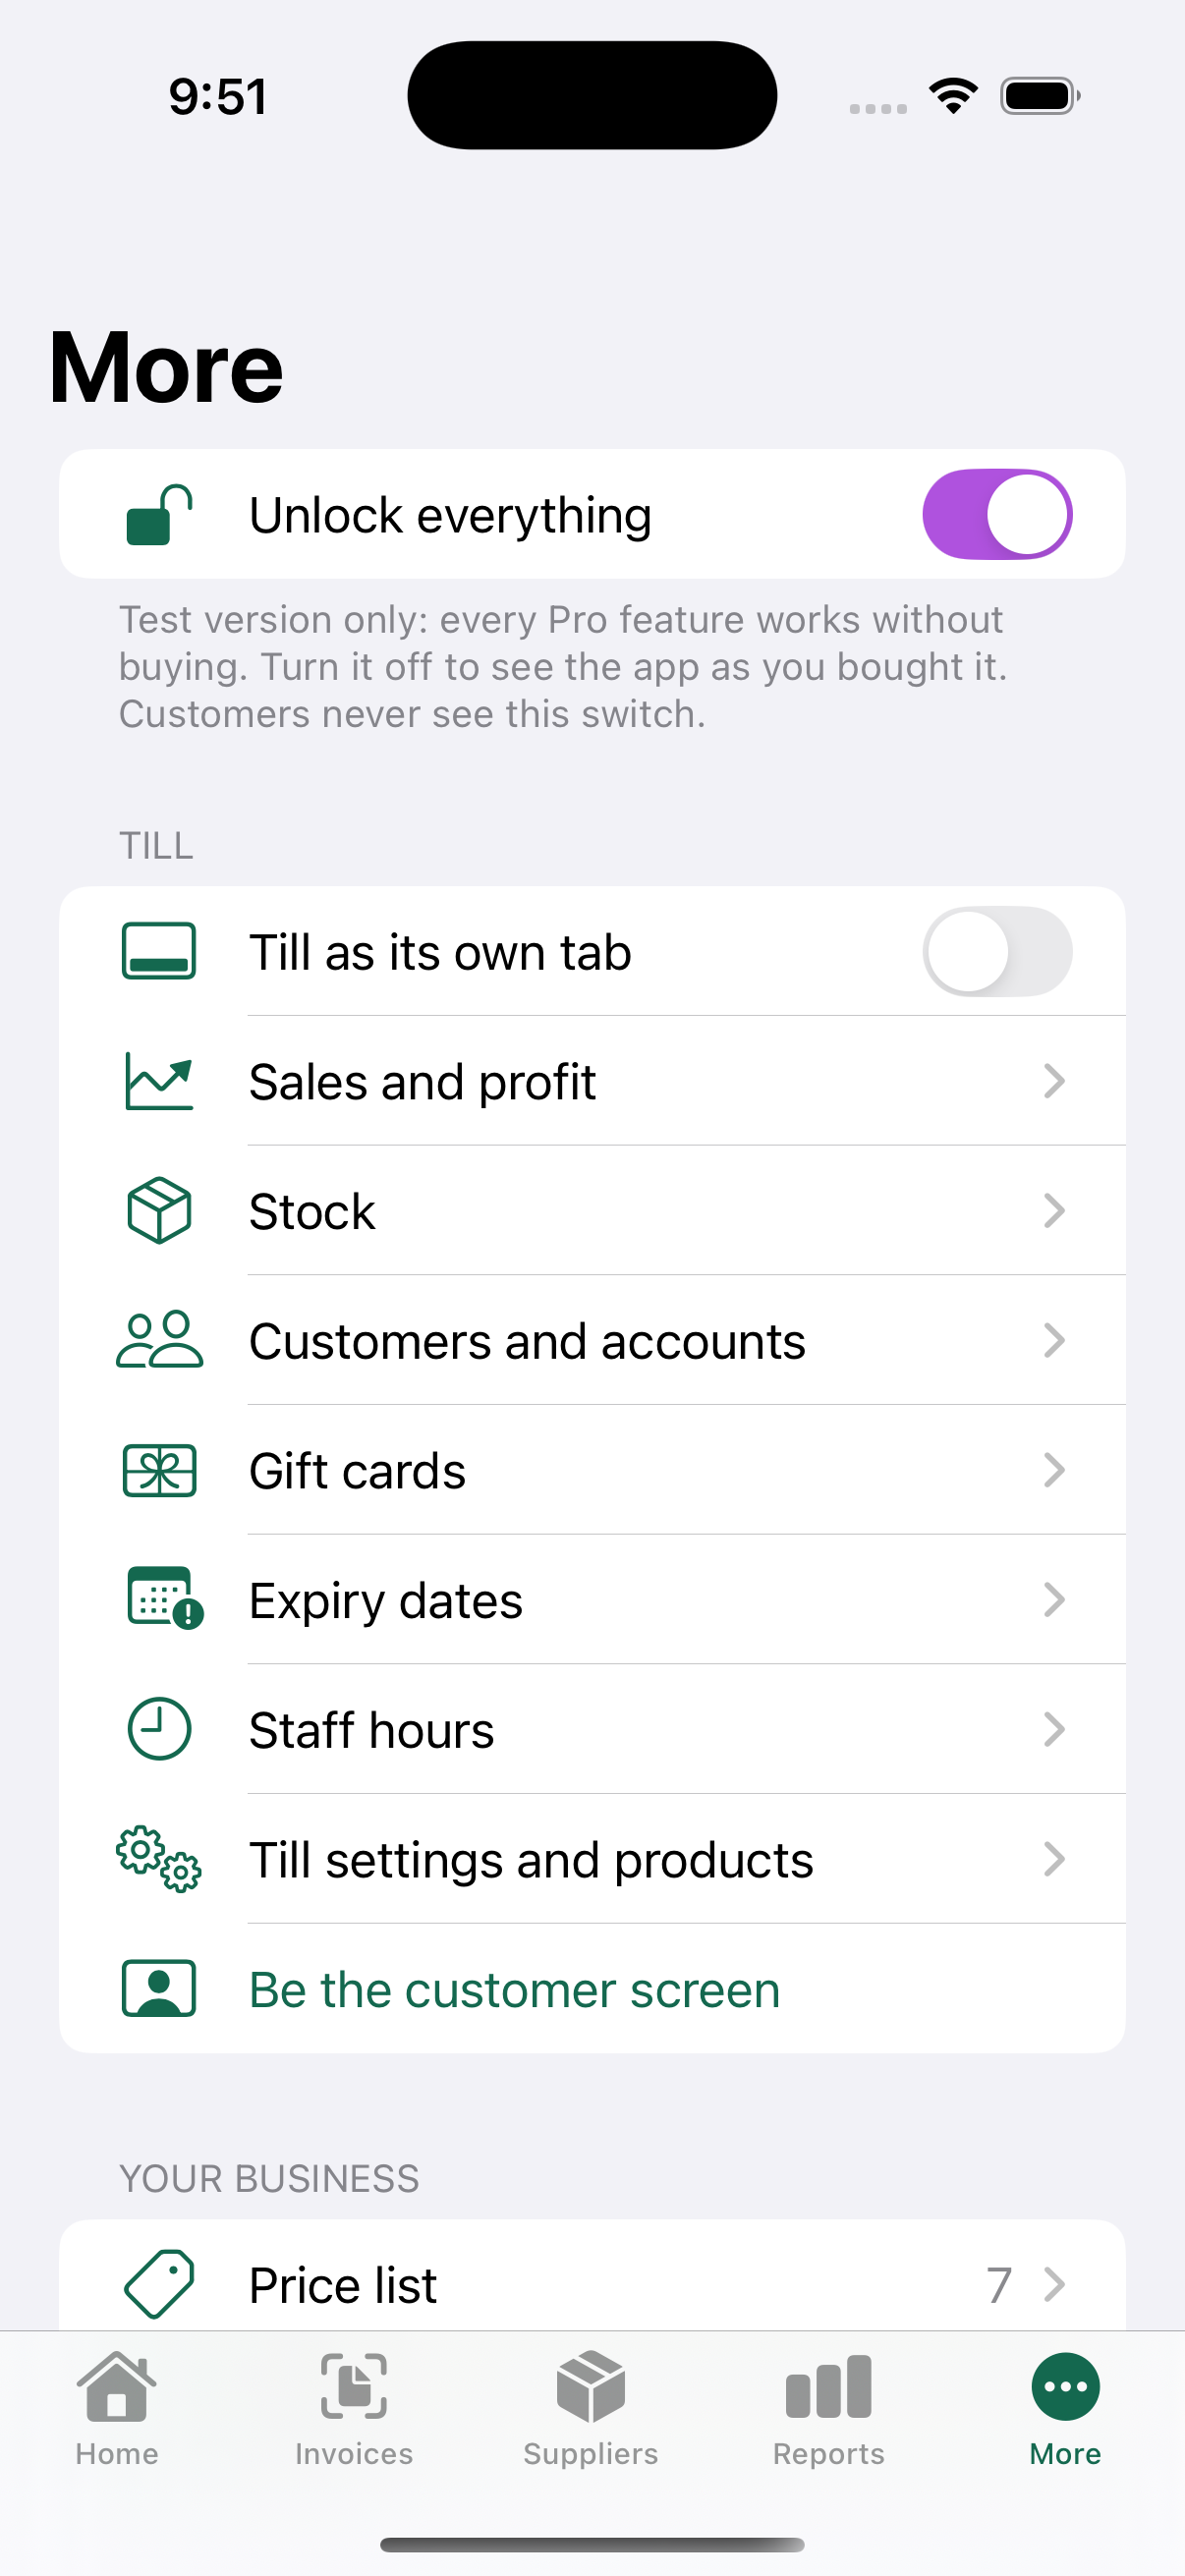 9:51
More
Unlock everything
Test version only: every Pro feature works without
buying. Turn it off to see the app as you bought it.
Customers never see this switch.
TILL
Till as its own tab
Sales and profit
Stock
Customers and accounts
Gift cards
Expiry dates
Staff hours
Till settings and products
Be the customer screen
YOUR BUSINESS
Price list 7
Home Invoices Suppliers Reports More